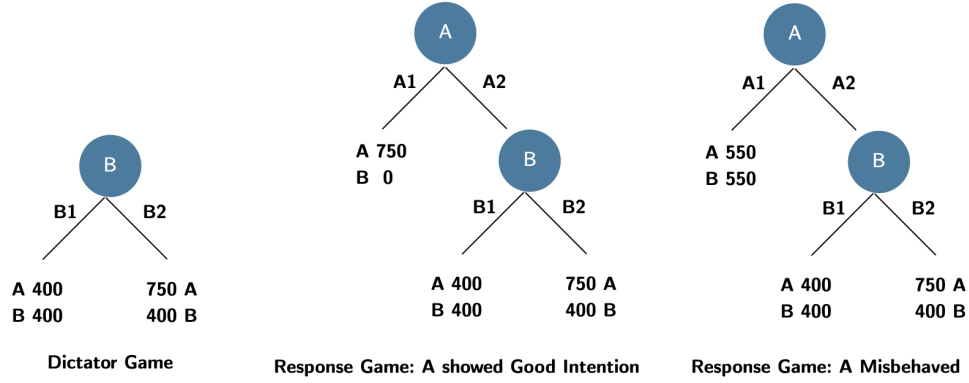 B
B1 B2
A 400 750 A
B 400 400 B
Dictator Game
A
A1 A2
A 750
B 0
B
B1 B2
A 400 750 A
B 400 400 B
Response Game: A showed Good Intention
A
A1 A2
A 550
B 550
B
B1 B2
A 400 750 A
B 400 400 B
Response Game: A Misbehaved